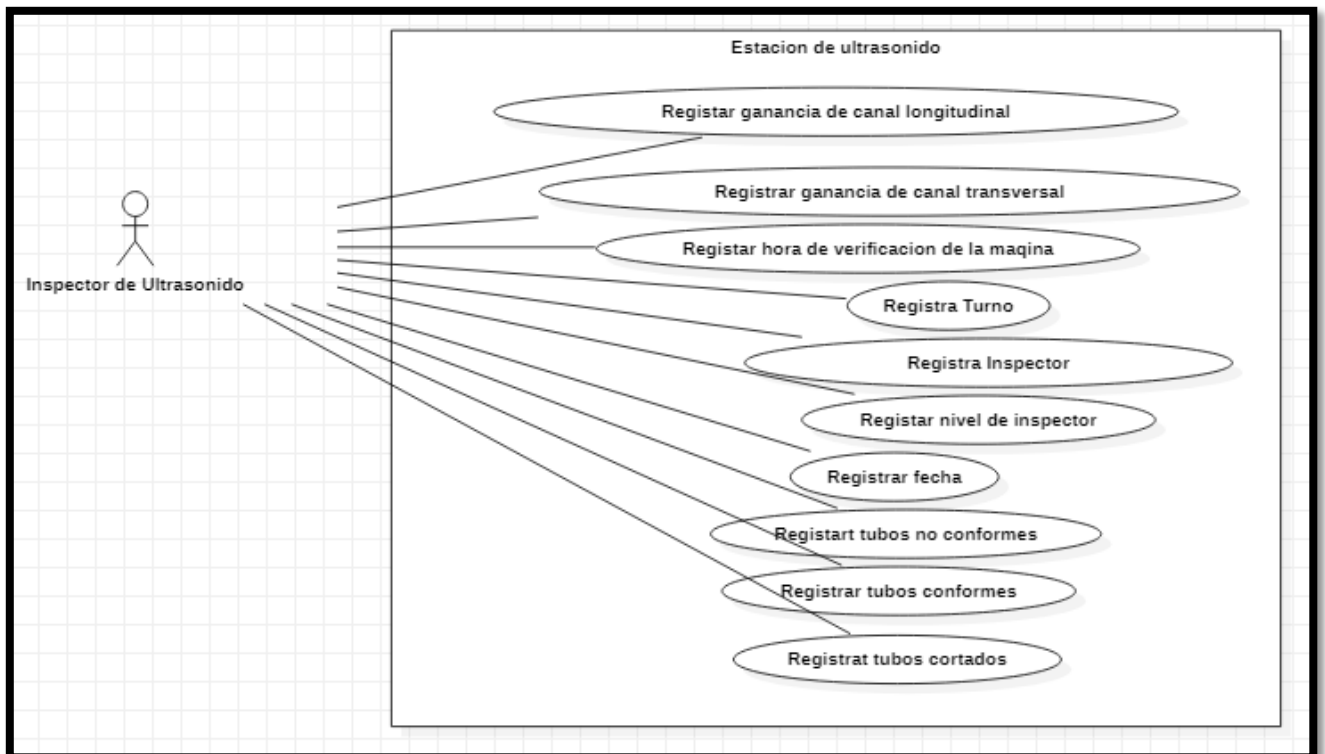 Estacion de ultrasonido
Registar ganancia de canal longitudinal
Registrar ganancia de canal transversal
Registar hora de verificacion de la maqina
Inspector de Ultrasonido
Registra Turno
Registra Inspector
Registar nivel de inspector
Registrar fecha
Registart tubos no conformes
Registrar tubos conformes
Registrat tubos cortados